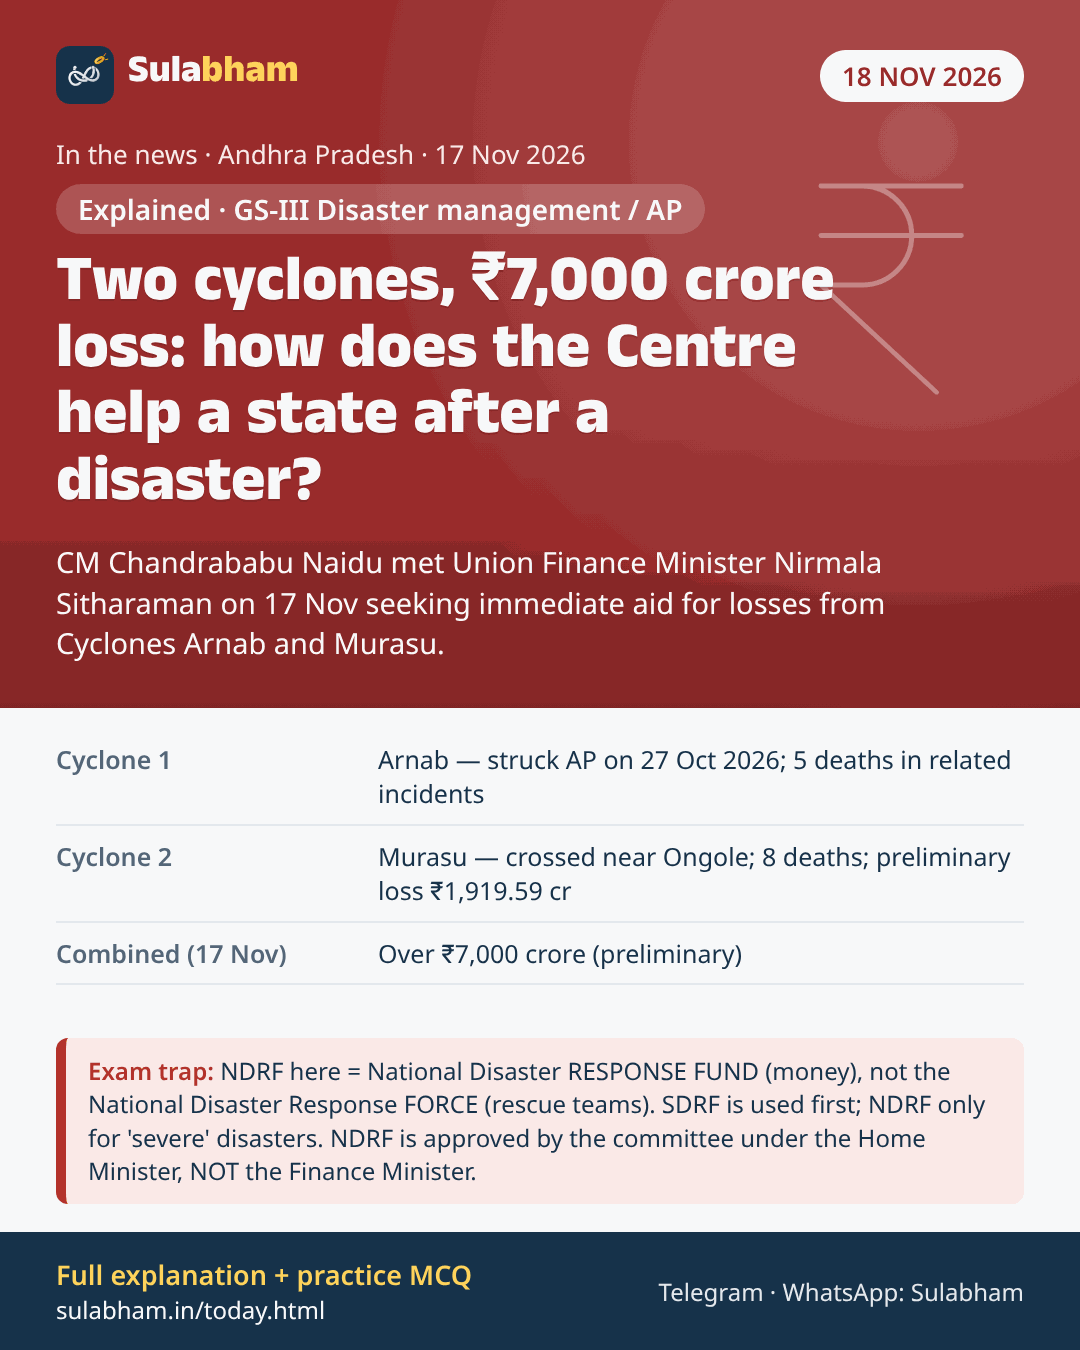 Sulabham
18 NOV 2026
In the news · Andhra Pradesh · 17 Nov 2026
Explained · GS-III Disaster management / AP
Two cyclones, ₹7,000 crore
loss: how does the Centre
help a state after a
disaster?
CM Chandrababu Naidu met Union Finance Minister Nirmala
Sitharaman on 17 Nov seeking immediate aid for losses from
Cyclones Arnab and Murasu.
Cyclone 1
Arnab — struck AP on 27 Oct 2026; 5 deaths in related
incidents
Cyclone 2
Murasu — crossed near Ongole; 8 deaths; preliminary
loss ₹1,919.59 cr
Combined (17 Nov)
Over ₹7,000 crore (preliminary)
Exam trap: NDRF here = National Disaster RESPONSE FUND (money), not the
National Disaster Response FORCE (rescue teams). SDRF is used first; NDRF only
for 'severe' disasters. NDRF is approved by the committee under the Home
Minister, NOT the Finance Minister.
Full explanation + practice MCQ
sulabham.in/today.html
Telegram · WhatsApp: Sulabham